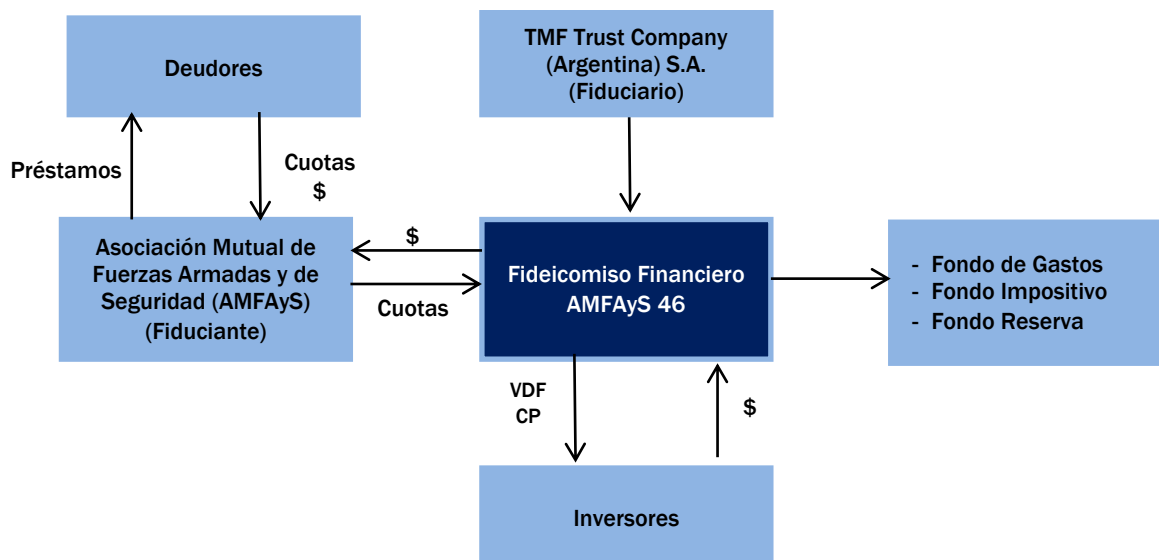 Deudores
TMF Trust Company
(Argentina) S.A.
(Fiduciario)
Préstamos
Cuotas
$
Asociación Mutual de
Fuerzas Armadas y de
Seguridad (AMFAyS)
(Fiduciante)
$
Cuotas
Fideicomiso Financiero
AMFAyS 46
- Fondo de Gastos
- Fondo Impositivo
- Fondo Reserva
VDF
CP
$
Inversores